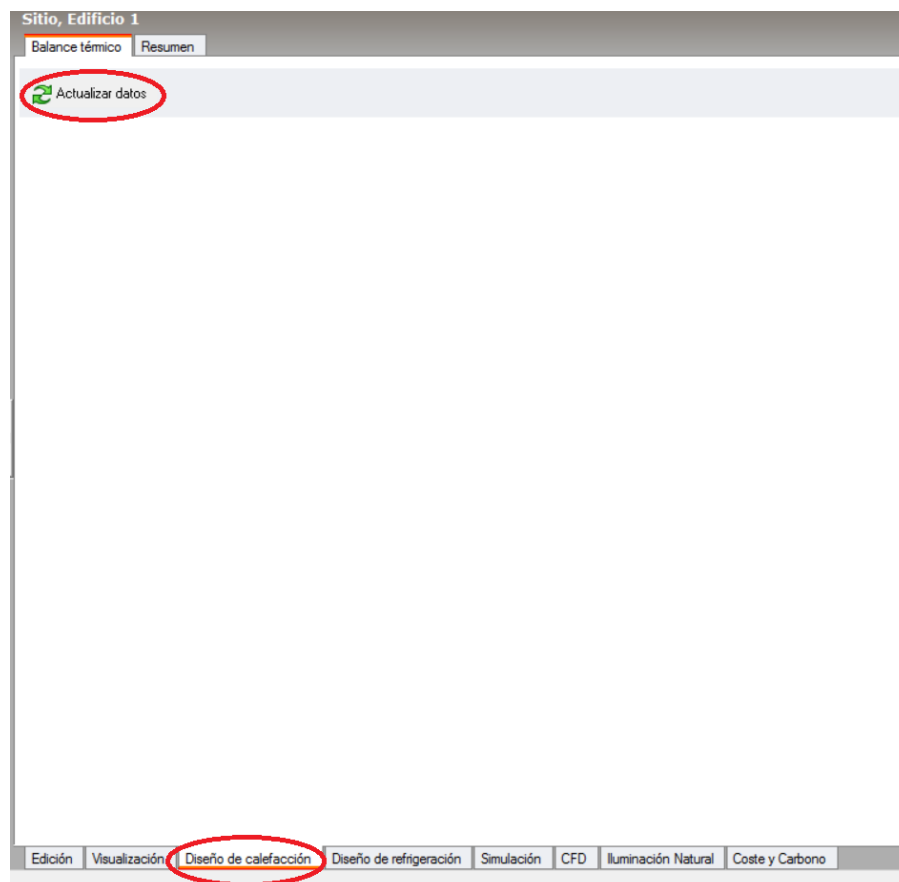 Sitio, Edificio 1
Balance térmico Resumen
Actualizar datos
Edición Visualización Diseño de calefacción Diseño de refrigeración Simulación CFD Iluminación Natural Coste y Carbono